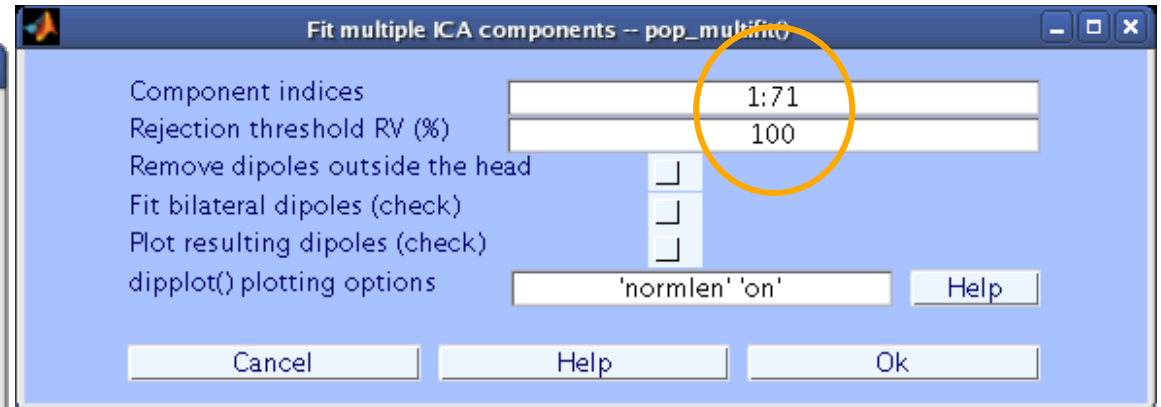 Fit multiple ICA components -- pop_multifit()
Component indices 1:71
Rejection threshold RV (%) 100
Remove dipoles outside the head
Fit bilateral dipoles (check)
Plot resulting dipoles (check)
dipplot() plotting options 'normlen' 'on' Help
Cancel Help Ok